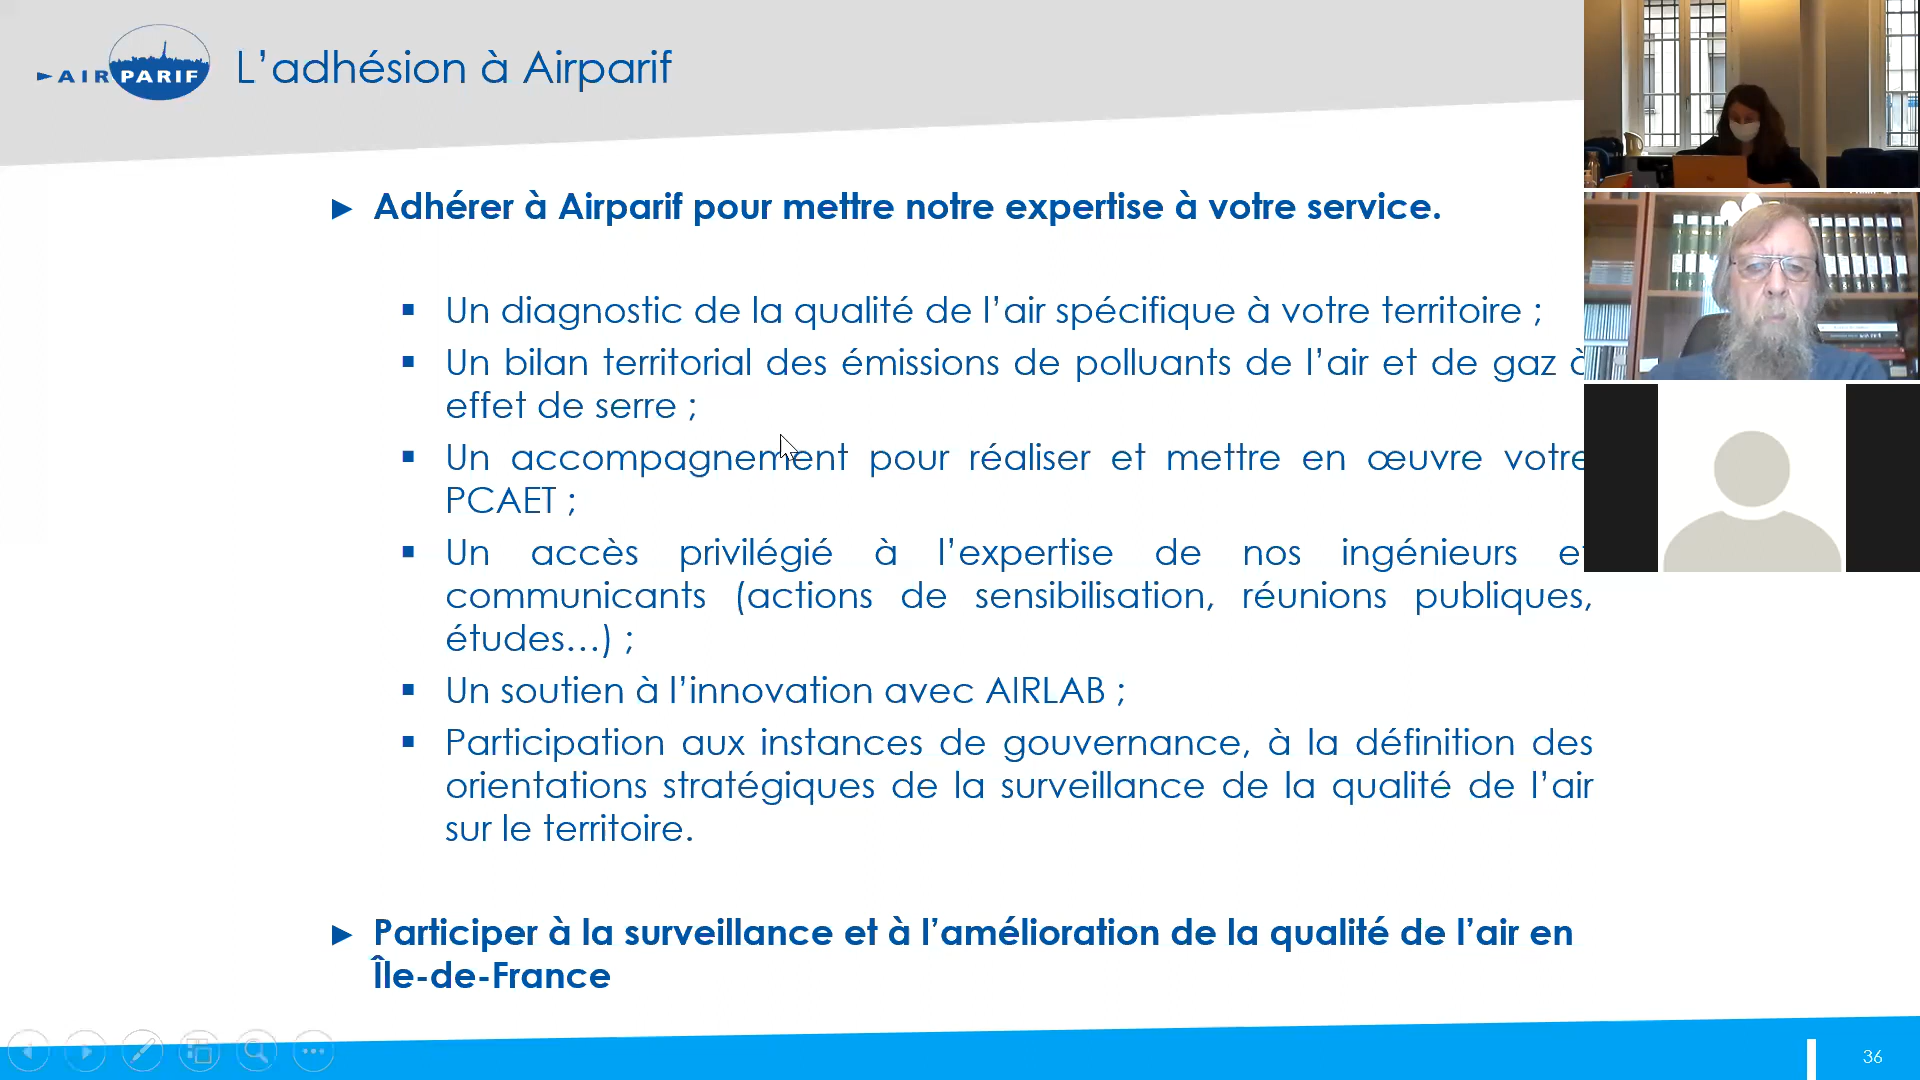 AIRPARIF
L’adhésion à Airparif
► Adhérer à Airparif pour mettre notre expertise à votre service.
▪ Un diagnostic de la qualité de l’air spécifique à votre territoire ;
▪ Un bilan territorial des émissions de polluants de l’air et de gaz à
effet de serre ;
▪ Un accompagnement pour réaliser et mettre en œuvre votre
PCAET ;
▪ Un accès privilégié à l’expertise de nos ingénieurs et
communicants (actions de sensibilisation, réunions publiques,
études…) ;
▪ Un soutien à l’innovation avec AIRLAB ;
▪ Participation aux instances de gouvernance, à la définition des
orientations stratégiques de la surveillance de la qualité de l’air
sur le territoire.
► Participer à la surveillance et à l’amélioration de la qualité de l’air en
Île-de-France
36